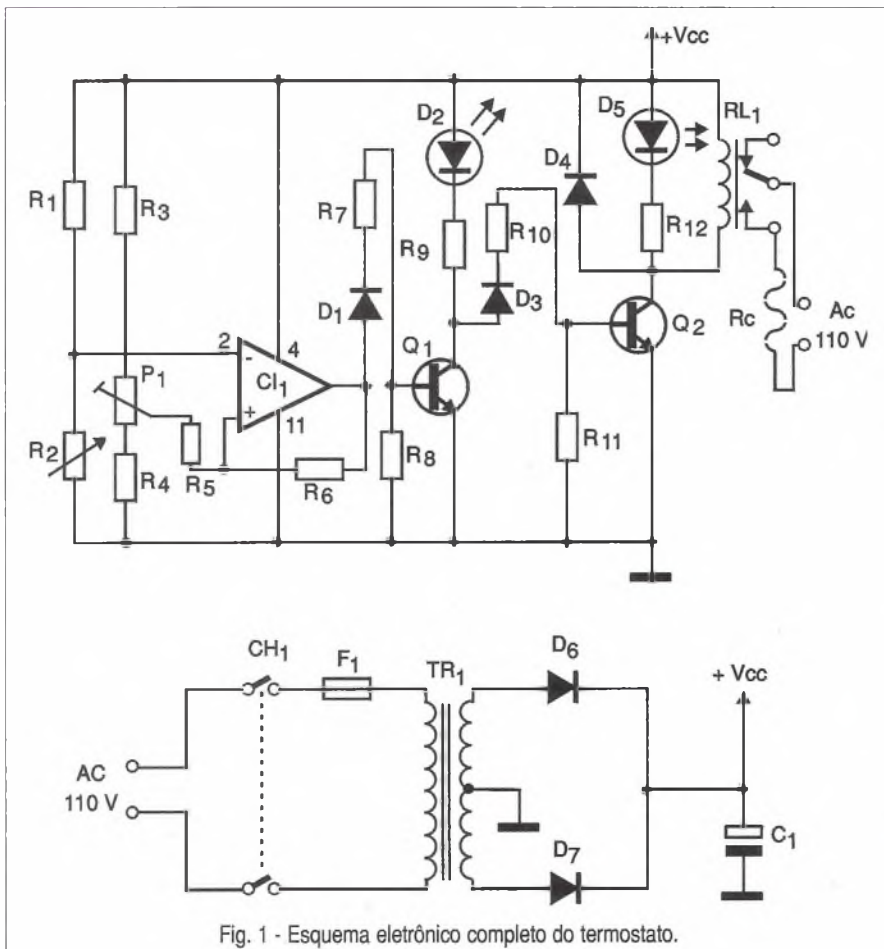 +Vcc
D2
D5
RL1
D4
R1
R3
R7
R9
R10
R12
D1
D3
Q1
Q2
Rc
Ac
110 V
2
4
-
P1
CI1
+
11
R2
R4
R5
R6
R8
R11
CH1
F1
TR1
D6
+ Vcc
AC
110 V
C1
D7
Fig. 1 - Esquema eletrônico completo do termostato.